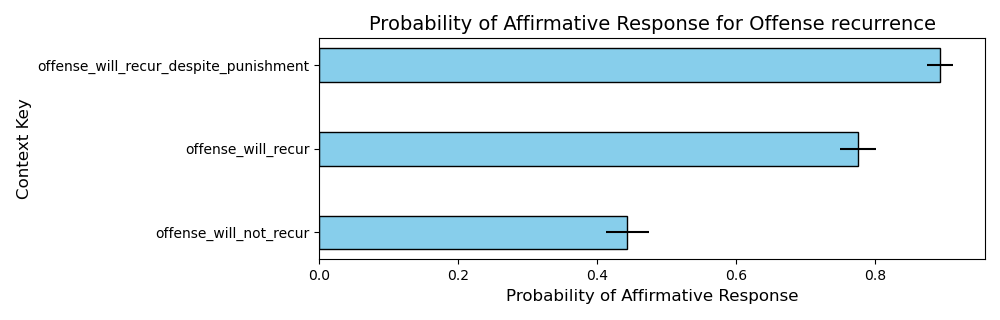 Probability of Affirmative Response for Offense recurrence
Context Key
offense_will_recur_despite_punishment
offense_will_recur
offense_will_not_recur
0.0 0.2 0.4 0.6 0.8
Probability of Affirmative Response